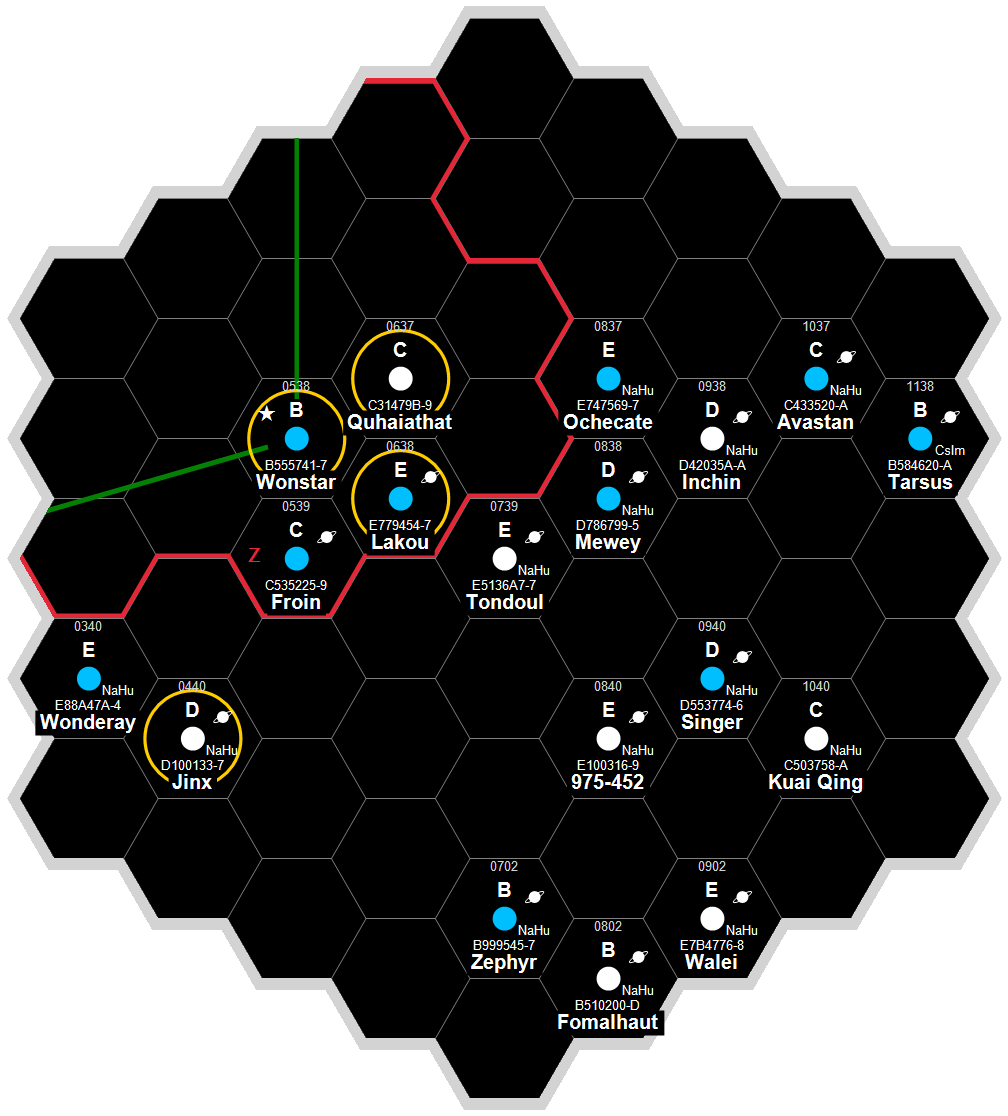 0637
C
C31479B-9
Quhaiathat
0837
E
NaHu
E747569-7
Ochecate
1037
C
NaHu
C433520-A
Avastan
0538
B
B555741-7
Wonstar
0938
D
NaHu
D42035A-A
Inchin
1138
B
CsIm
B584620-A
Tarsus
0638
E
E779454-7
Lakou
0838
D
NaHu
D786799-5
Mewey
0539
C
Z
C535225-9
Froin
0739
E
NaHu
E5136A7-7
Tondoul
0340
E
NaHu
E88A47A-4
Wonderay
0940
D
NaHu
D553774-6
Singer
0440
D
NaHu
D100133-7
Jinx
0840
E
NaHu
E100316-9
975-452
1040
C
NaHu
C503758-A
Kuai Qing
0702
B
NaHu
B999545-7
Zephyr
0902
E
NaHu
E7B4776-8
Walei
0802
B
NaHu
B510200-D
Fomalhaut